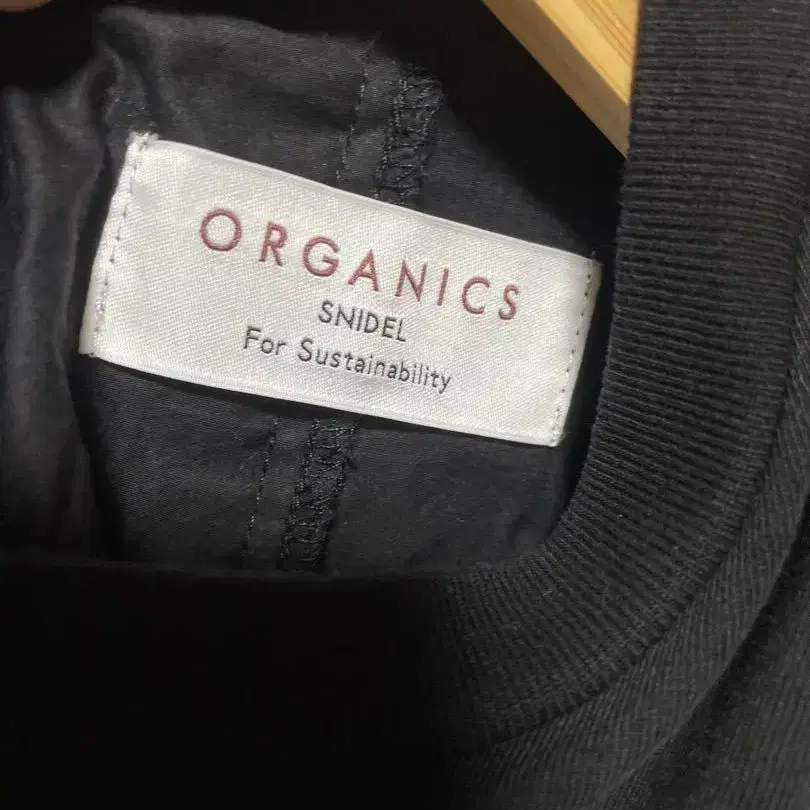 ORGANICS
SNIDEL
For Sustainability